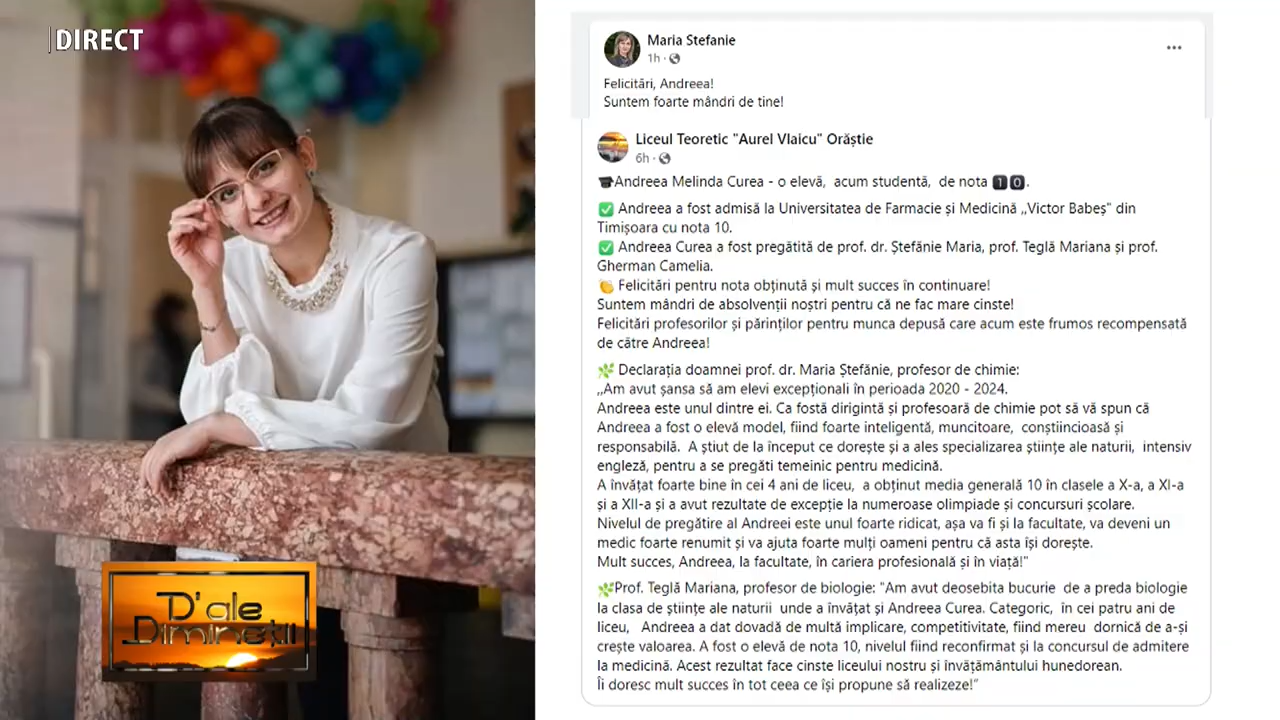 DIRECT
D'ale
Dimineții
Maria Stefanie
1h ·
Felicitări, Andreea!
Suntem foarte mândri de tine!
Liceul Teoretic "Aurel Vlaicu" Orăștie
6h ·
🎓Andreea Melinda Curea - o elevă, acum studentă, de nota 1 0.
✅ Andreea a fost admisă la Universitatea de Farmacie și Medicină ,,Victor Babeș" din
Timișoara cu nota 10.
✅ Andreea Curea a fost pregătită de prof. dr. Ștefănie Maria, prof. Teglă Mariana și prof.
Gherman Camelia.
👏 Felicitări pentru nota obținută și mult succes în continuare!
Suntem mândri de absolvenții noștri pentru că ne fac mare cinste!
Felicitări profesorilor și părinților pentru munca depusă care acum este frumos recompensată
de către Andreea!
🌿 Declarația doamnei prof. dr. Maria Ștefănie, profesor de chimie:
,,Am avut șansa să am elevi excepționali în perioada 2020 - 2024.
Andreea este unul dintre ei. Ca fostă dirigintă și profesoară de chimie pot să vă spun că
Andreea a fost o elevă model, fiind foarte inteligentă, muncitoare, conștiincioasă și
responsabilă. A știut de la început ce dorește și a ales specializarea științe ale naturii, intensiv
engleză, pentru a se pregăti temeinic pentru medicină.
A învățat foarte bine în cei 4 ani de liceu, a obținut media generală 10 în clasele a X-a, a XI-a
și a XII-a și a avut rezultate de excepție la numeroase olimpiade și concursuri școlare.
Nivelul de pregătire al Andreei este unul foarte ridicat, așa va fi și la facultate, va deveni un
medic foarte renumit și va ajuta foarte mulți oameni pentru că asta își dorește.
Mult succes, Andreea, la facultate, în cariera profesională și în viață!"
🌿Prof. Teglă Mariana, profesor de biologie: "Am avut deosebita bucurie de a preda biologie
la clasa de științe ale naturii unde a învățat și Andreea Curea. Categoric, în cei patru ani de
liceu, Andreea a dat dovadă de multă implicare, competitivitate, fiind mereu dornică de a-și
crește valoarea. A fost o elevă de nota 10, nivelul fiind reconfirmat și la concursul de admitere
la medicină. Acest rezultat face cinste liceului nostru și învățământului hunedorean.
Îi doresc mult succes în tot ceea ce își propune să realizeze!"